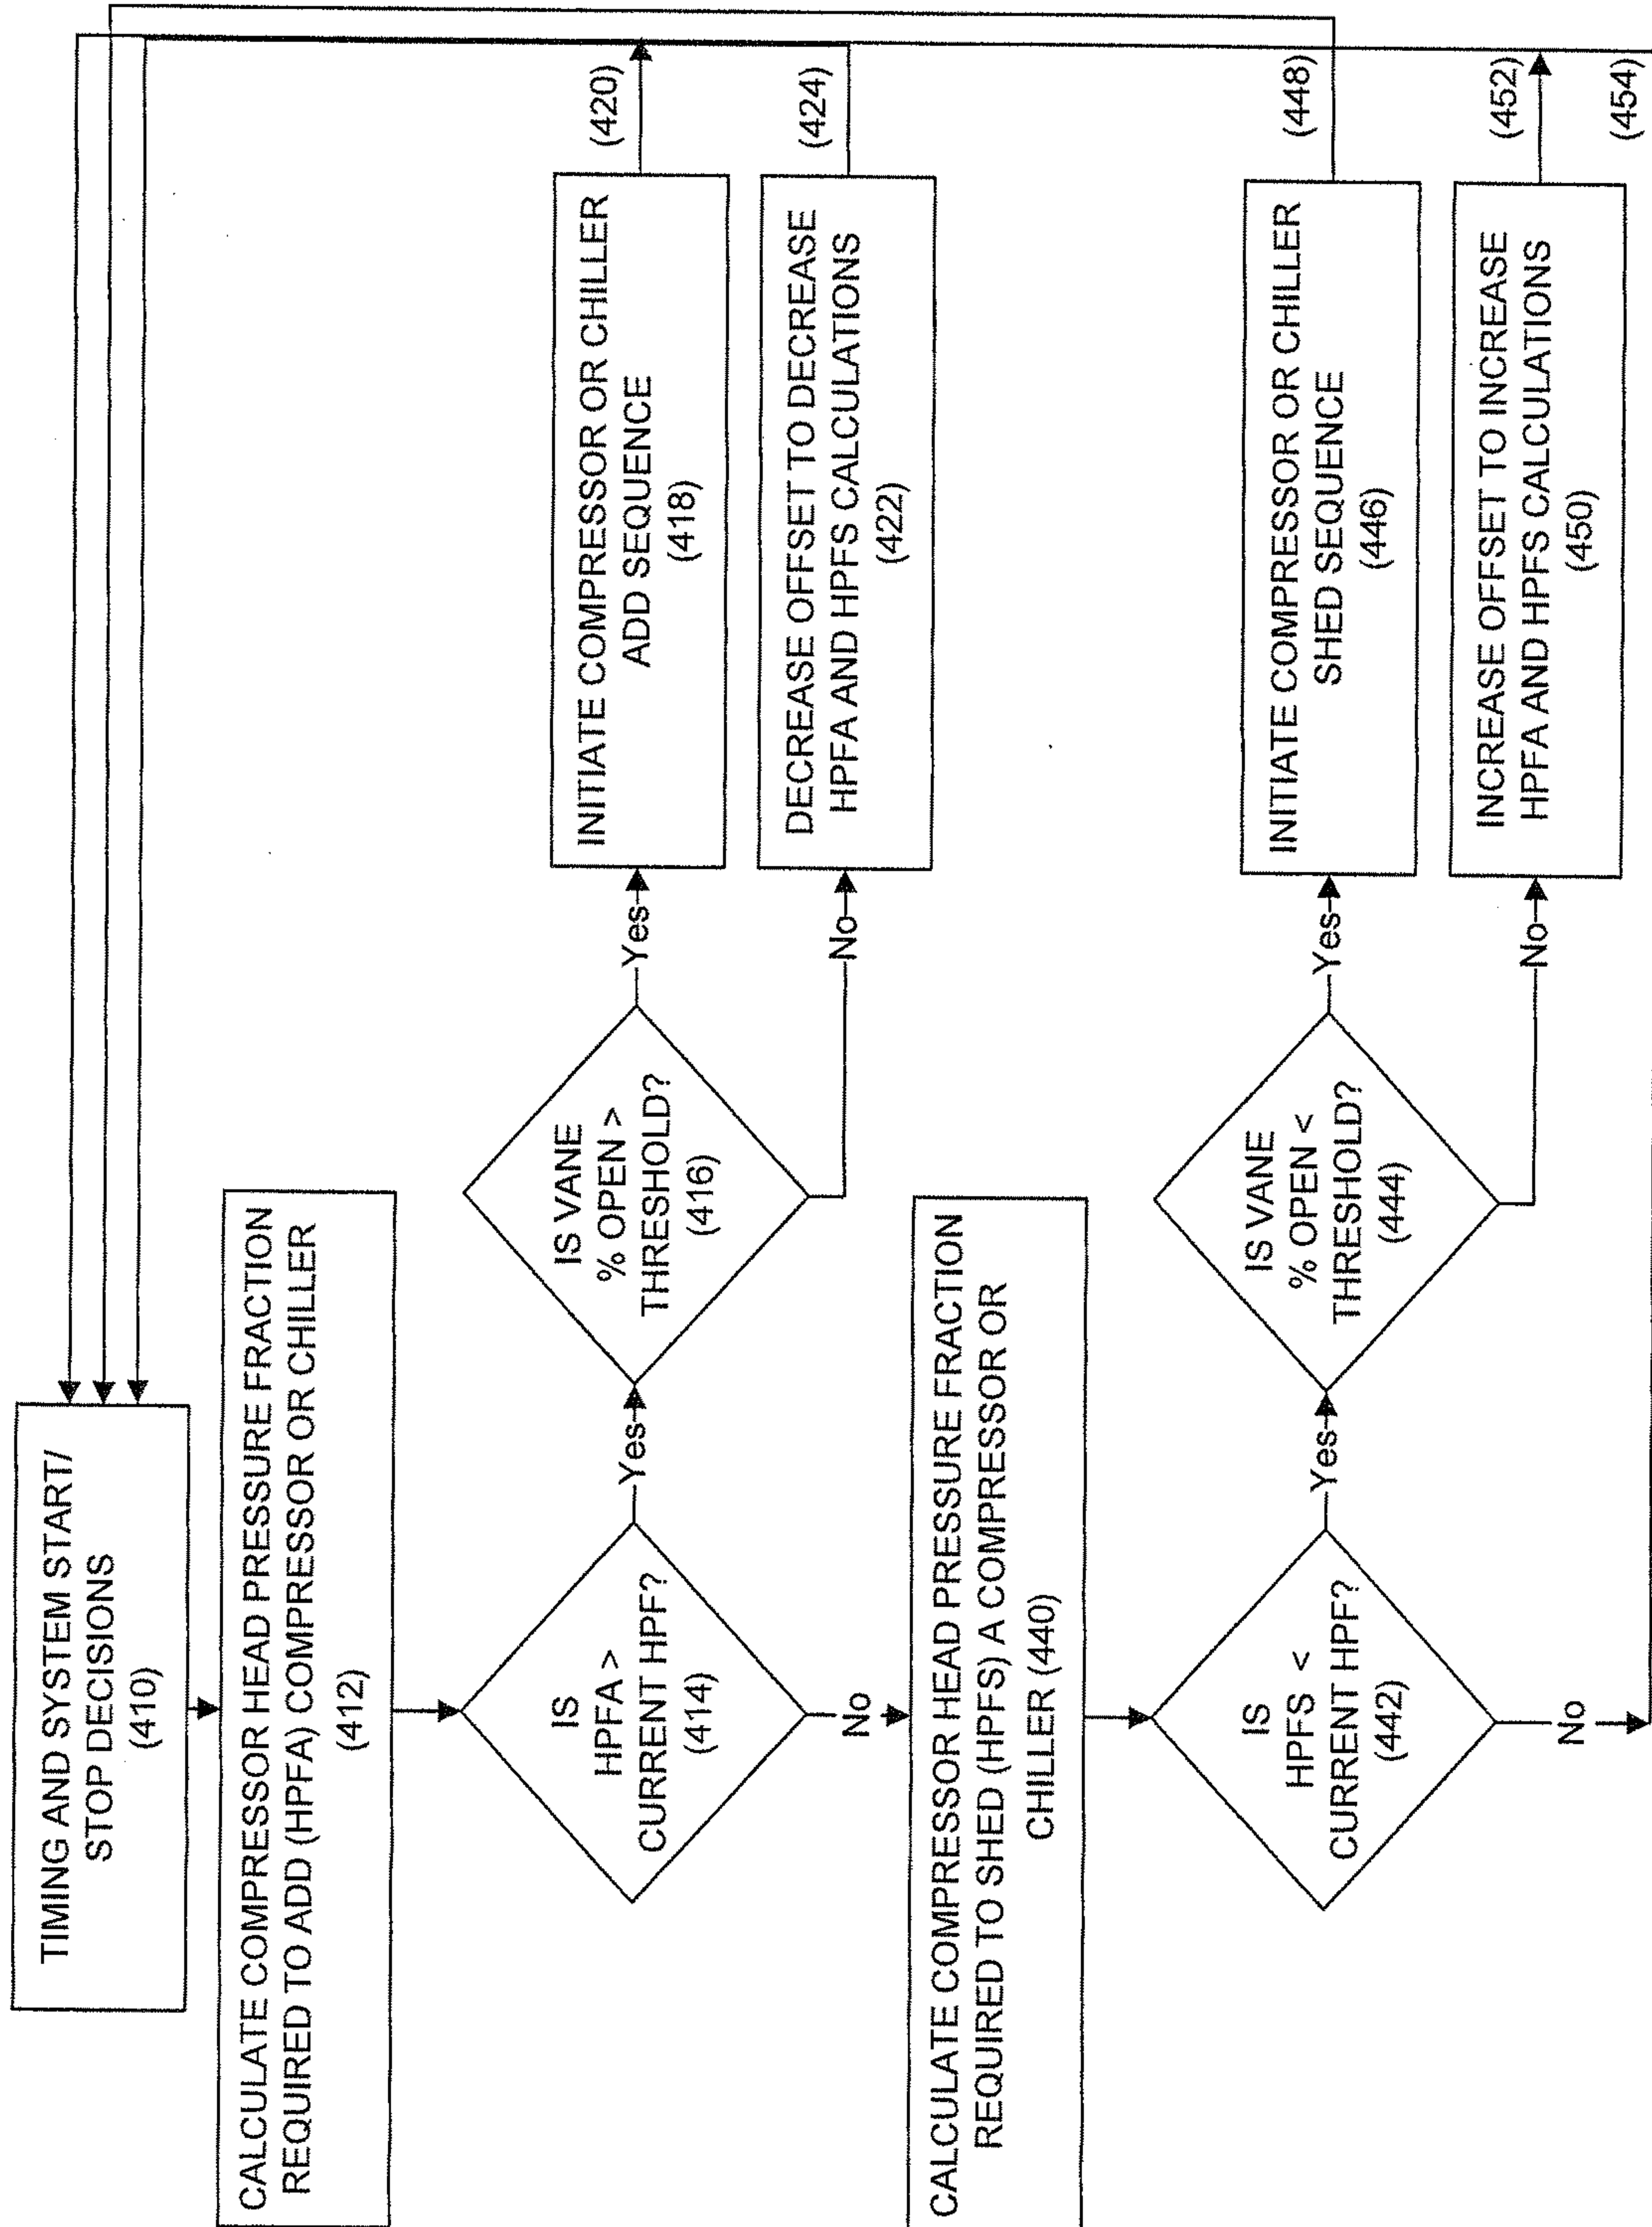 TIMING AND SYSTEM START/
STOP DECISIONS
(410)
CALCULATE COMPRESSOR HEAD PRESSURE FRACTION
REQUIRED TO ADD (HPFA) COMPRESSOR OR CHILLER
(412)
IS
HPFA >
CURRENT HPF?
(414)
Yes
IS VANE
% OPEN >
THRESHOLD?
(416)
Yes
INITIATE COMPRESSOR OR CHILLER
ADD SEQUENCE
(418)
(420)
No
DECREASE OFFSET TO DECREASE
HPFA AND HPFS CALCULATIONS
(422)
(424)
No
CALCULATE COMPRESSOR HEAD PRESSURE FRACTION
REQUIRED TO SHED (HPFS) A COMPRESSOR OR
CHILLER (440)
IS
HPFS <
CURRENT HPF?
(442)
Yes
IS VANE
% OPEN <
THRESHOLD?
(444)
Yes
INITIATE COMPRESSOR OR CHILLER
SHED SEQUENCE
(446)
(448)
No
INCREASE OFFSET TO INCREASE
HPFA AND HPFS CALCULATIONS
(450)
(452)
No
(454)